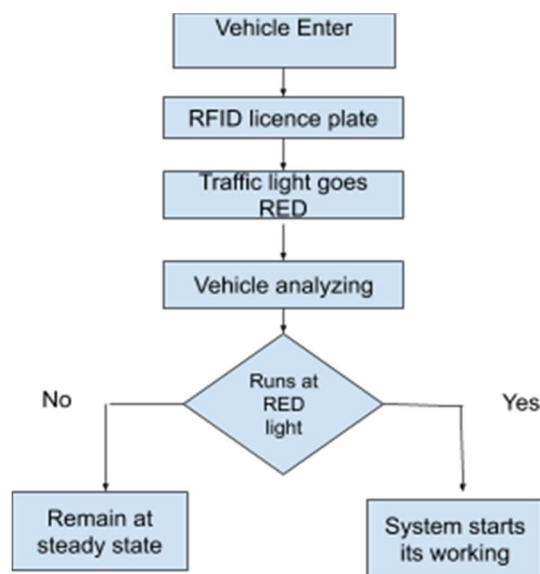 Vehicle Enter
RFID licence plate
Traffic light goes
RED
Vehicle analyzing
Runs at
RED
light
No
Yes
Remain at
steady state
System starts
its working